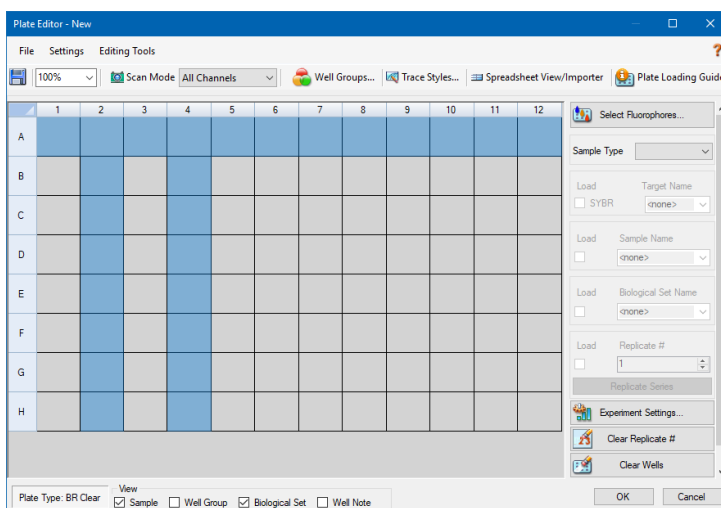 Plate Editor - New
File Settings Editing Tools
?
100% Scan Mode All Channels Well Groups... Trace Styles... Spreadsheet View/Importer Plate Loading Guid
1 2 3 4 5 6 7 8 9 10 11 12
A
B
C
D
E
F
G
H
Select Fluorophores...
Sample Type
Load Target Name
SYBR <none>
Load Sample Name
<none>
Load Biological Set Name
<none>
Load Replicate #
1
Replicate Series
Experiment Settings...
Clear Replicate #
Clear Wells
Plate Type: BR Clear
View
Sample Well Group Biological Set Well Note
OK Cancel